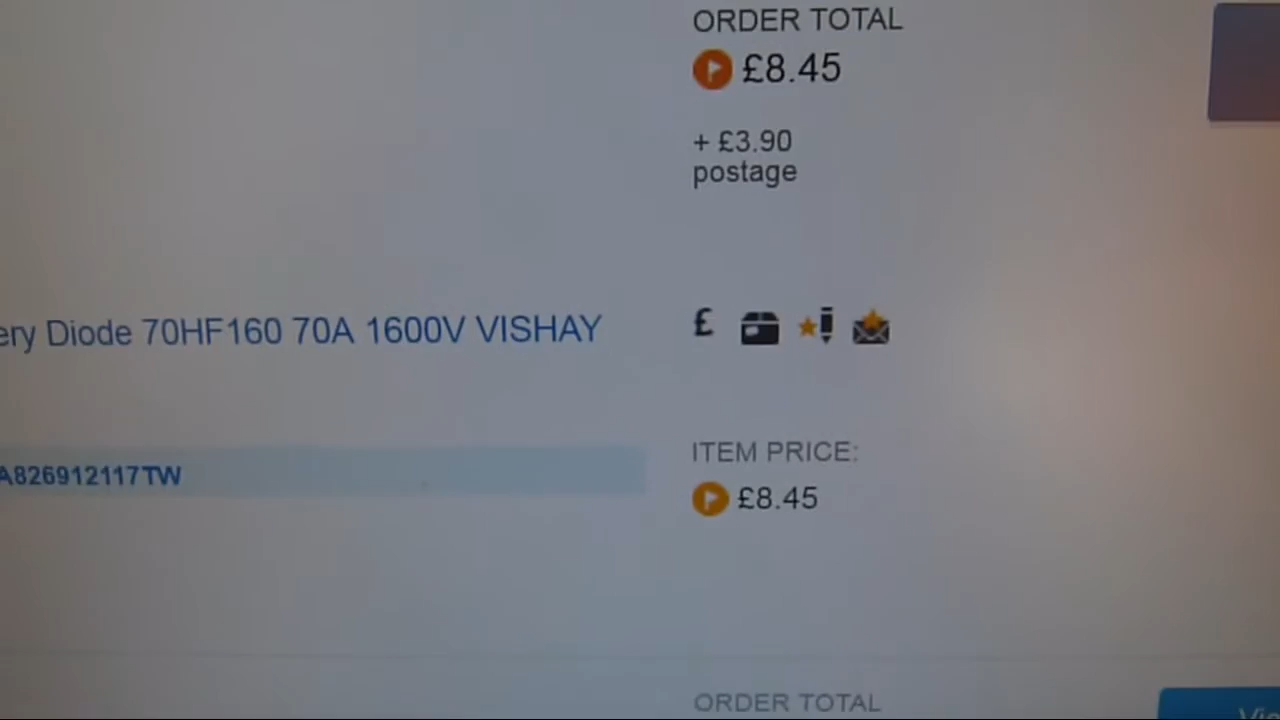 ORDER TOTAL
£8.45
+ £3.90
postage
ery Diode 70HF160 70A 1600V VISHAY
£
A826912117TW
ITEM PRICE:
£8.45
ORDER TOTAL